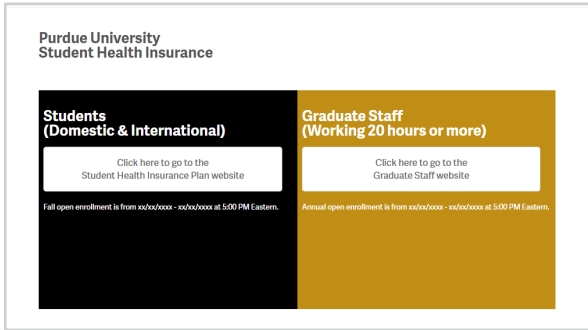 Purdue University
Student Health Insurance
Students
(Domestic & International)
Click here to go to the
Student Health Insurance Plan website
Fall open enrollment is from xx/xx/xxxx - xx/xx/xxxx at 5:00 PM Eastern.
Graduate Staff
(Working 20 hours or more)
Click here to go to the
Graduate Staff website
Annual open enrollment is from xx/xx/xxxx - xx/xx/xxxx at 5:00 PM Eastern.